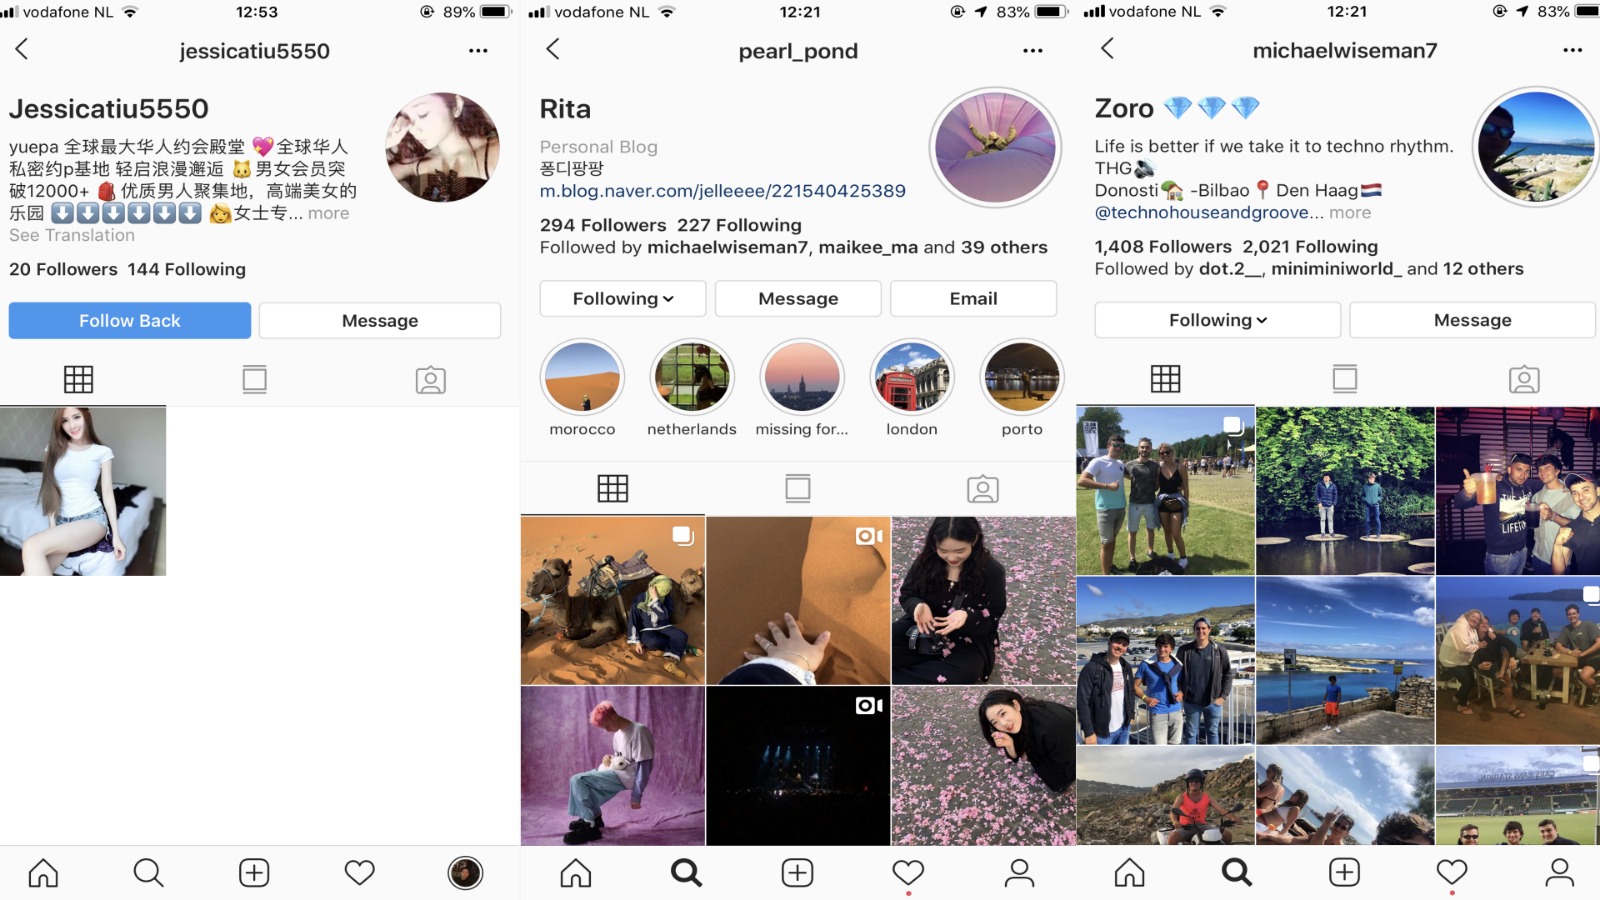 vodafone NL 12:53 89%
jessicatiu5550
Jessicatiu5550
yuepa 全球最大华人约会殿堂 💖全球华人
私密约p基地 轻启浪漫邂逅 🐱男女会员突
破12000+ 🎒优质男人聚集地，高端美女的
乐园 ⬇️⬇️⬇️⬇️⬇️⬇️ 👩女士专... more
See Translation
20 Followers 144 Following
Follow Back Message
vodafone NL 12:21 83%
pearl_pond
Rita
Personal Blog
퐁디팡팡
m.blog.naver.com/jelleeee/221540425389
294 Followers 227 Following
Followed by michaelwiseman7, maikee_ma and 39 others
Following Message Email
morocco netherlands missing for... london porto
vodafone NL 12:21 83%
michaelwiseman7
Zoro 💎💎💎
Life is better if we take it to techno rhythm.
THG🔊
Donosti🏡 -Bilbao📍Den Haag🇳🇱
@technohouseandgroove... more
1,408 Followers 2,021 Following
Followed by dot.2__, miniminiworld_ and 12 others
Following Message
LIFETIM